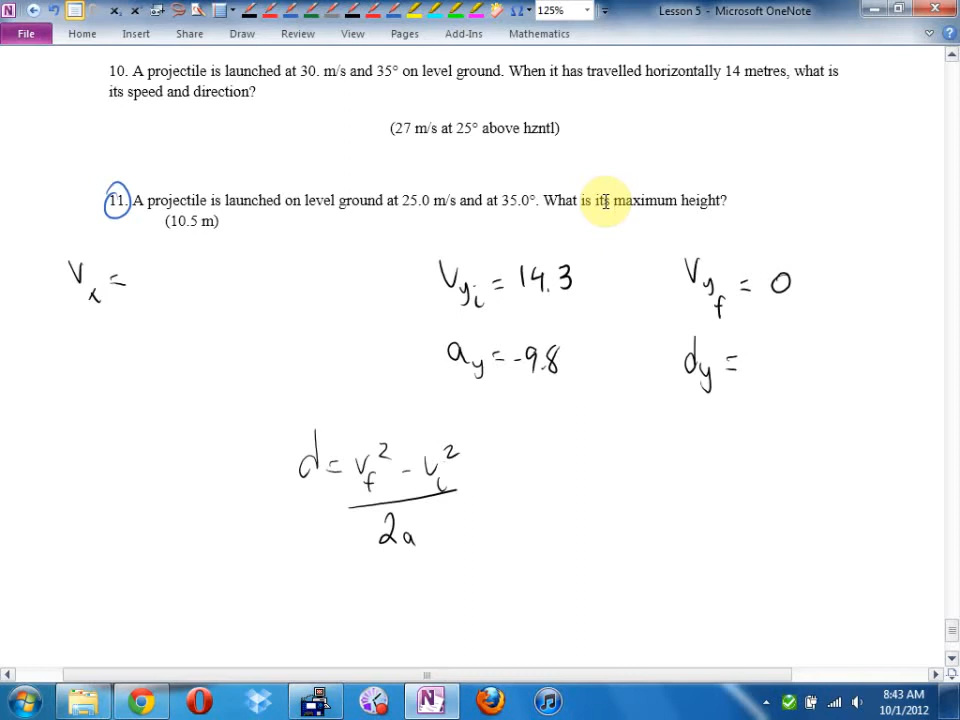 125%
Lesson 5 - Microsoft OneNote
File Home Insert Share Draw Review View Pages Add-Ins Mathematics
10. A projectile is launched at 30. m/s and 35° on level ground. When it has travelled horizontally 14 metres, what is
its speed and direction?
(27 m/s at 25° above hzntl)
11. A projectile is launched on level ground at 25.0 m/s and at 35.0°. What is its maximum height?
(10.5 m)
Vx =
Vyi = 14.3
Vyf = 0
ay = -9.8
dy =
d = vf² - vi²
2a
8:43 AM
10/1/2012